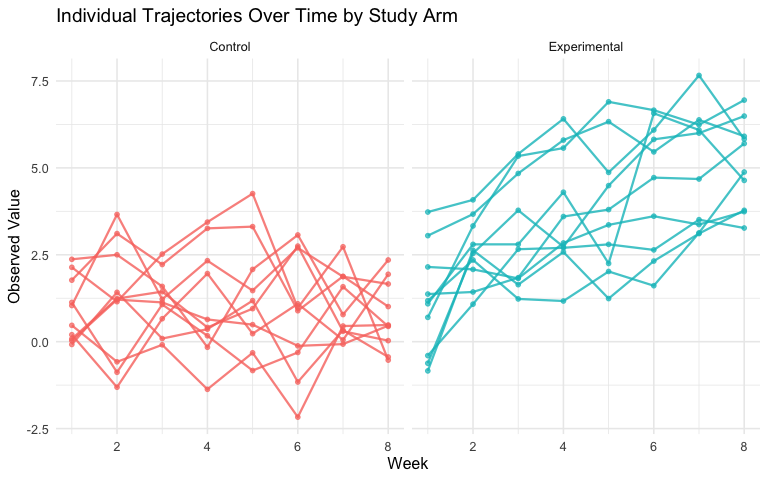 Individual Trajectories Over Time by Study Arm
Control
Experimental
7.5
5.0
2.5
0.0
-2.5
Observed Value
2 4 6 8
2 4 6 8
Week